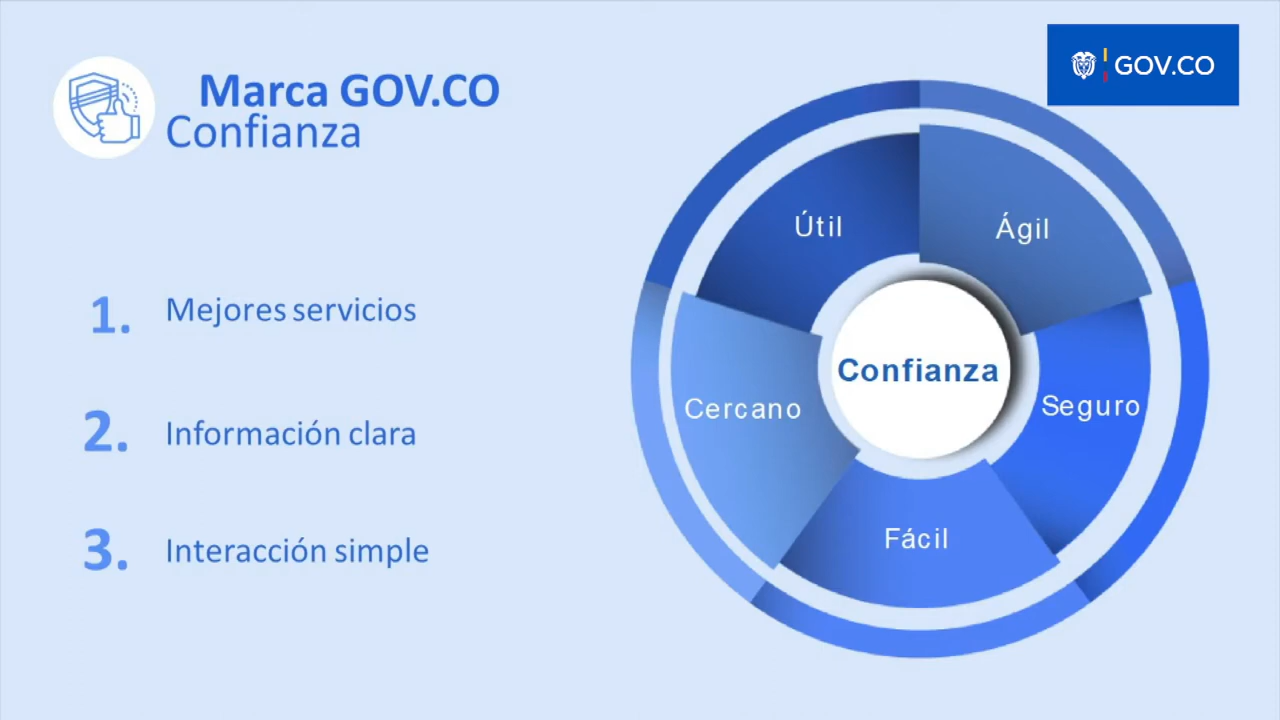 Marca GOV.CO
Confianza
GOV.CO
1. Mejores servicios
2. Información clara
3. Interacción simple
Útil
Ágil
Confianza
Cercano
Seguro
Fácil